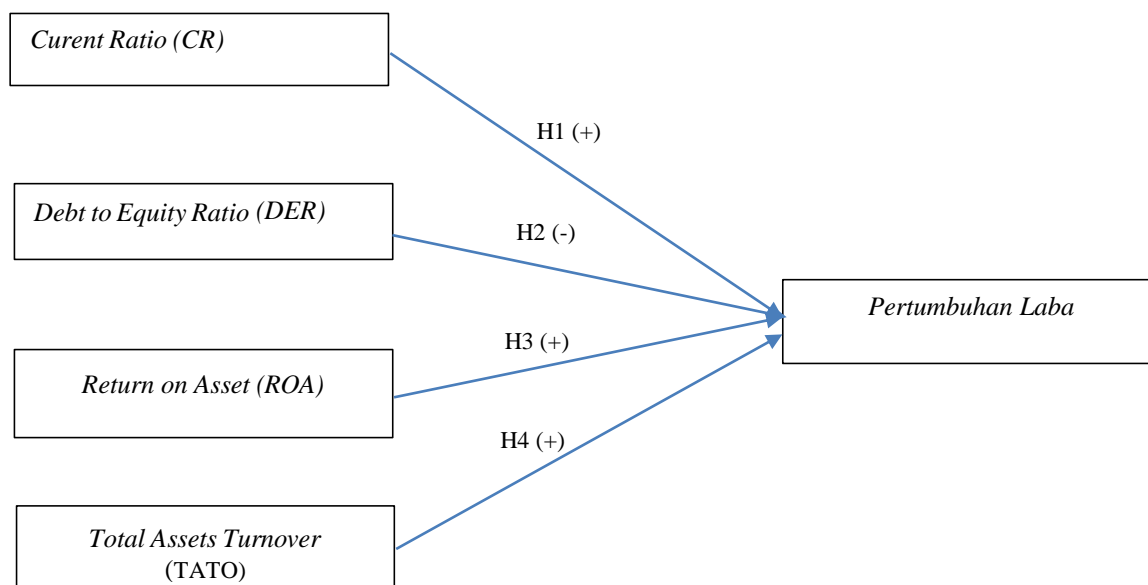 Curent Ratio (CR)
H1 (+)
Debt to Equity Ratio (DER)
H2 (-)
Pertumbuhan Laba
H3 (+)
Return on Asset (ROA)
H4 (+)
Total Assets Turnover
(TATO)